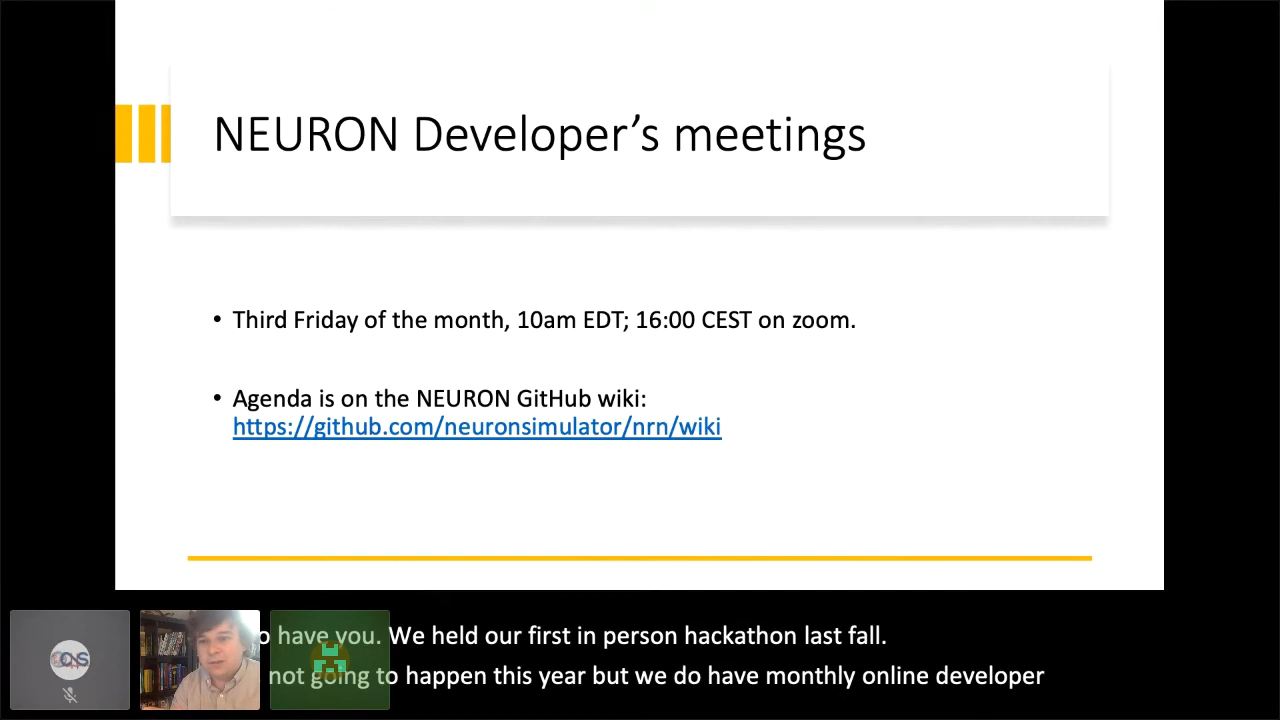 NEURON Developer’s meetings
• Third Friday of the month, 10am EDT; 16:00 CEST on zoom.
• Agenda is on the NEURON GitHub wiki:
https://github.com/neuronsimulator/nrn/wiki
have you. We held our first in person hackathon last fall.
not going to happen this year but we do have monthly online developer